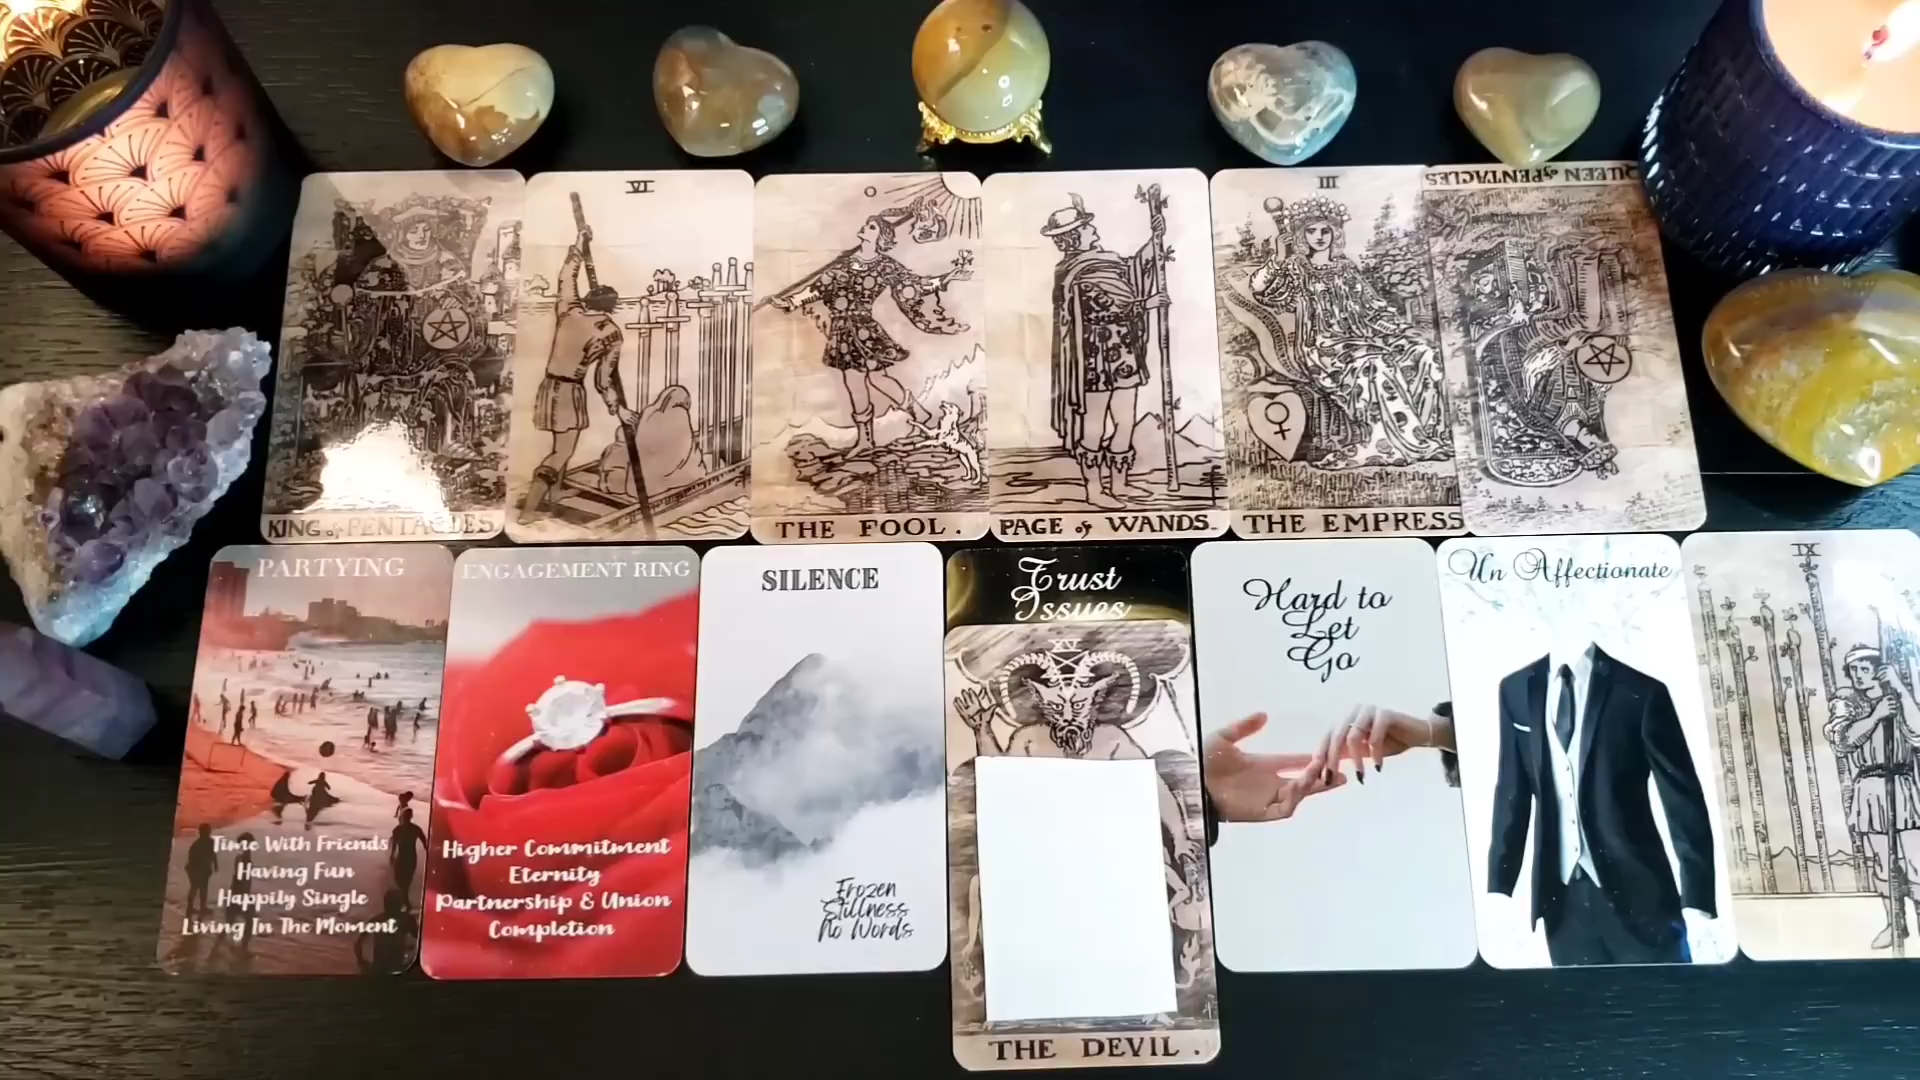 VI
III
QUEEN of PENTACLES
KING of PENTACLES.
THE FOOL.
PAGE of WANDS.
THE EMPRESS
PARTYING
Time With Friends
Having Fun
Happily Single
Living In The Moment
ENGAGEMENT RING
Higher Commitment
Eternity
Partnership & Union
Completion
SILENCE
Frozen
Stillness
No Words
Trust
Issues
XV
THE DEVIL.
Hard to
Let
Go
Un Affectionate
IX